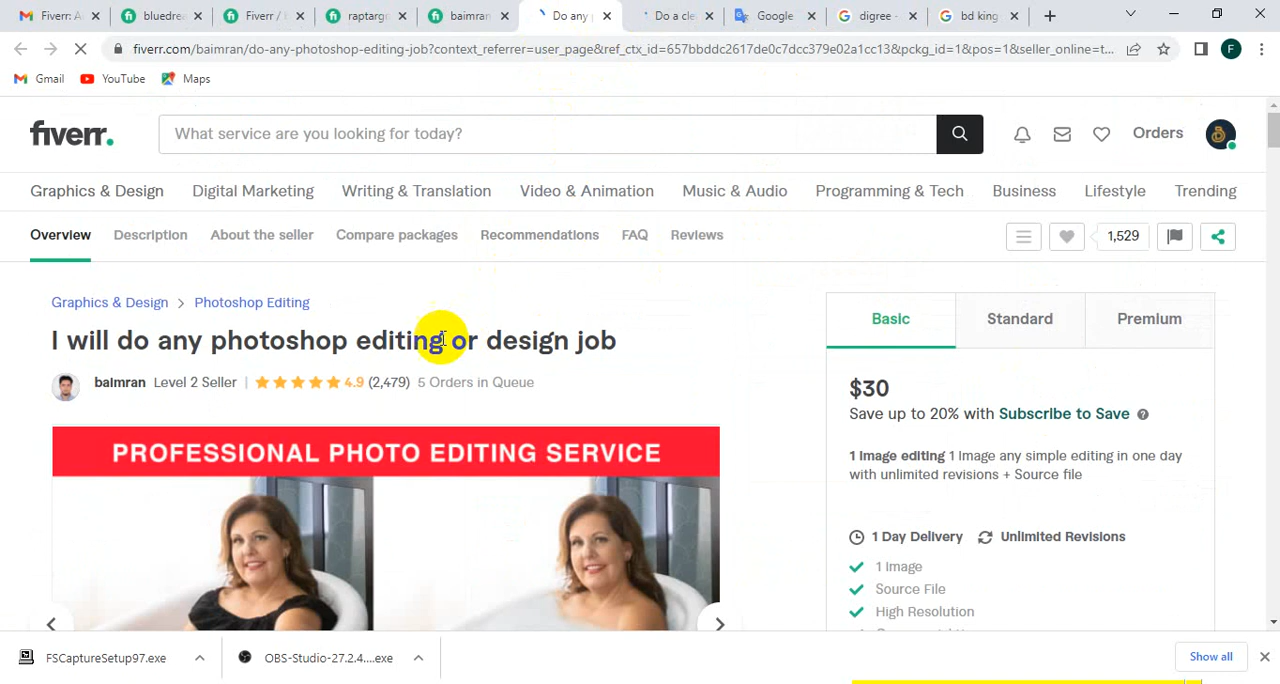 Fiverr: A
bluedrea
Fiverr / b
raptargr
baimran
Do any p
Do a cle
Google
digree -
bd king
fiverr.com/baimran/do-any-photoshop-editing-job?context_referrer=user_page&ref_ctx_id=657bbddc2617de0c7dcc379e02a1cc13&pckg_id=1&pos=1&seller_online=t...
F
Gmail
YouTube
Maps
fiverr.
What service are you looking for today?
Orders
Graphics & Design
Digital Marketing
Writing & Translation
Video & Animation
Music & Audio
Programming & Tech
Business
Lifestyle
Trending
Overview
Description
About the seller
Compare packages
Recommendations
FAQ
Reviews
1,529
Graphics & Design > Photoshop Editing
I will do any photoshop editing or design job
baimran Level 2 Seller | 4.9 (2,479) 5 Orders in Queue
PROFESSIONAL PHOTO EDITING SERVICE
Basic
Standard
Premium
$30
Save up to 20% with Subscribe to Save
1 Image editing 1 Image any simple editing in one day
with unlimited revisions + Source file
1 Day Delivery
Unlimited Revisions
1 Image
Source File
High Resolution
FSCaptureSetup97.exe
OBS-Studio-27.2.4....exe
Show all